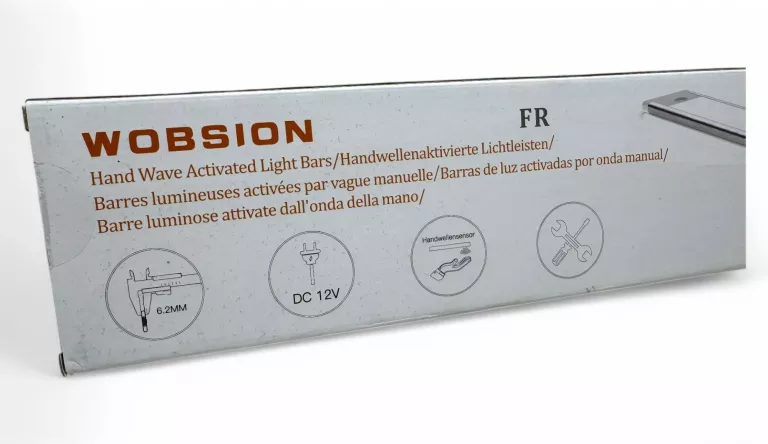 WOBSION
FR
Hand Wave Activated Light Bars/Handwellenaktivierte Lichtleisten/
Barres lumineuses activées par vague manuelle/Barras de luz activadas por onda manual/
Barre luminose attivate dall'onda della mano/
6.2MM
DC 12V
Handwellensensor